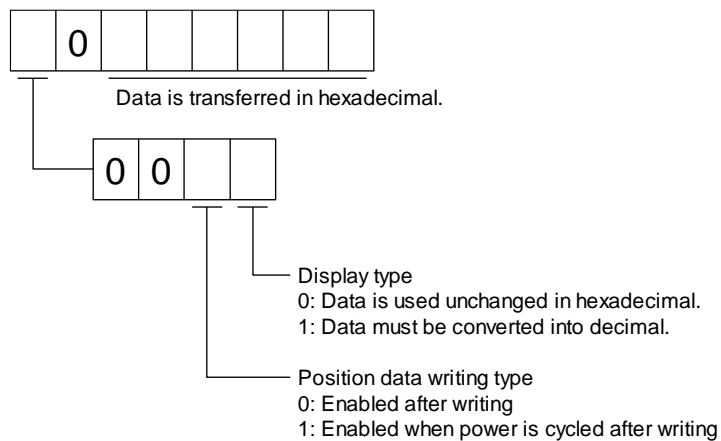 0
Data is transferred in hexadecimal.
0 0
Display type
0: Data is used unchanged in hexadecimal.
1: Data must be converted into decimal.
Position data writing type
0: Enabled after writing
1: Enabled when power is cycled after writing